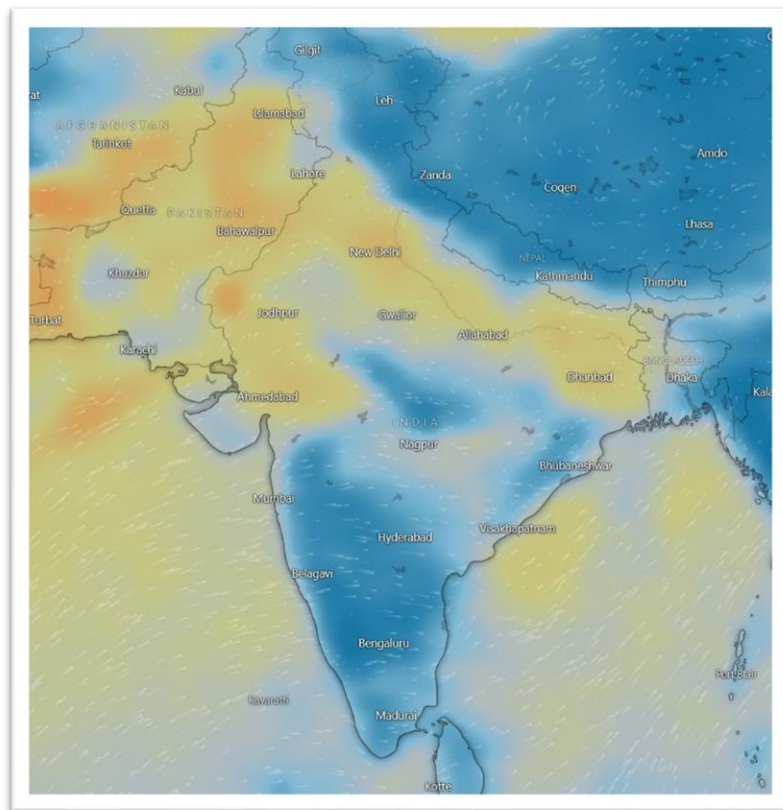 Gilgit
Kabul
rat
Leh
Islamabad
AFGHANISTAN
Tarinkot
Amdo
Lahore
Zanda
Coqen
Quetta
PAKISTAN
Lhasa
Bahawalpur
New Delhi
NEPAL
Khuzdar
Kathmandu
Thimphu
Turbat
Jodhpur
Gwalior
Allahabad
Karachi
BANGLADESH
Dhanbad
Dhaka
Ahmedabad
Kala
INDIA
Nagpur
Bhubaneshwar
Mumbai
Visakhapatnam
Hyderabad
Belagavi
Bengaluru
Port Blair
Kavaratti
Madurai
Kotte